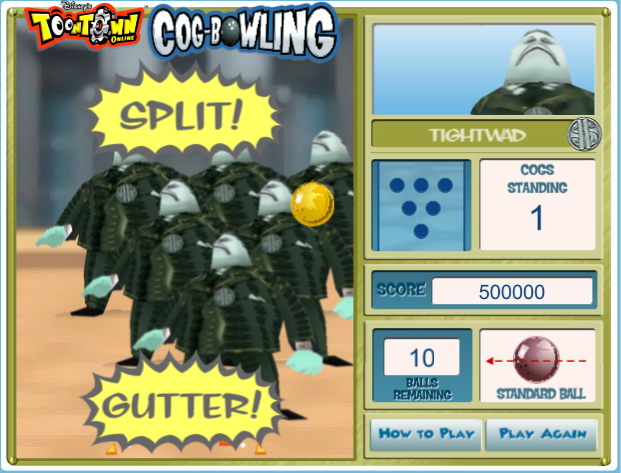 Disney's
TOONTOWN
ONLINE
COG-BOWLING
SPLIT!
GUTTER!
TIGHTWAD
COGS
STANDING
1
SCORE 500000
10
BALLS
REMAINING
STANDARD BALL
HOW TO PLAY
PLAY AGAIN